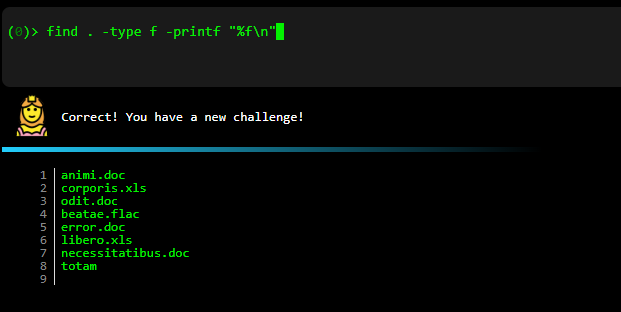 (0)> find . -type f -printf "%f\n"
Correct! You have a new challenge!
1 animi.doc
2 corporis.xls
3 odit.doc
4 beatae.flac
5 error.doc
6 libero.xls
7 necessitatibus.doc
8 totam
9